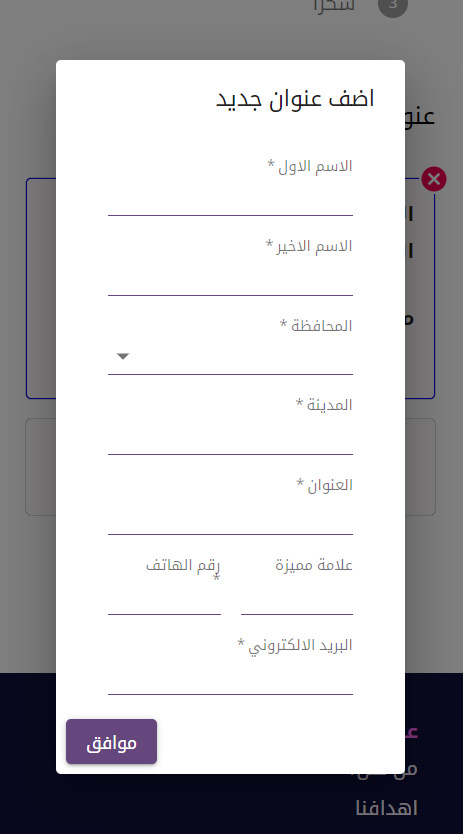 3 شكرا
اضف عنوان جديد
الاسم الاول *
الاسم الاخير *
المحافظة *
المدينة *
العنوان *
علامة مميزة
رقم الهاتف *
البريد الالكتروني *
موافق
اهدافنا